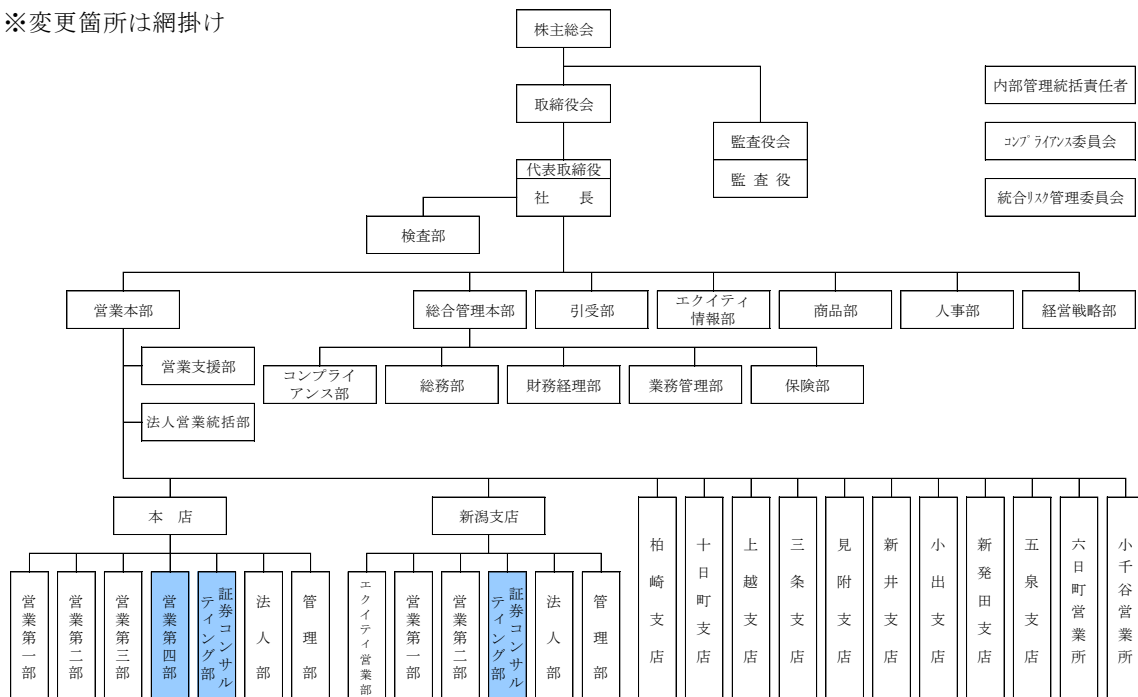 ※変更箇所は網掛け
株主総会
取締役会
内部管理統括責任者
監査役会
監 査 役
コンプライアンス委員会
代表取締役
社 長
統合リスク管理委員会
検査部
営業本部
総合管理本部
引受部
エクイティ
情報部
商品部
人事部
経営戦略部
営業支援部
コンプライ
アンス部
総務部
財務経理部
業務管理部
保険部
法人営業統括部
本 店
新潟支店
営業第一部
営業第二部
営業第三部
営業第四部
証券コンサル
ティング部
法人部
管理部
エクイティ営業部
営業第一部
営業第二部
証券コンサル
ティング部
法人部
管理部
柏崎支店
十日町支店
上越支店
三条支店
見附支店
新井支店
小出支店
新発田支店
五泉支店
六日町営業所
小千谷営業所